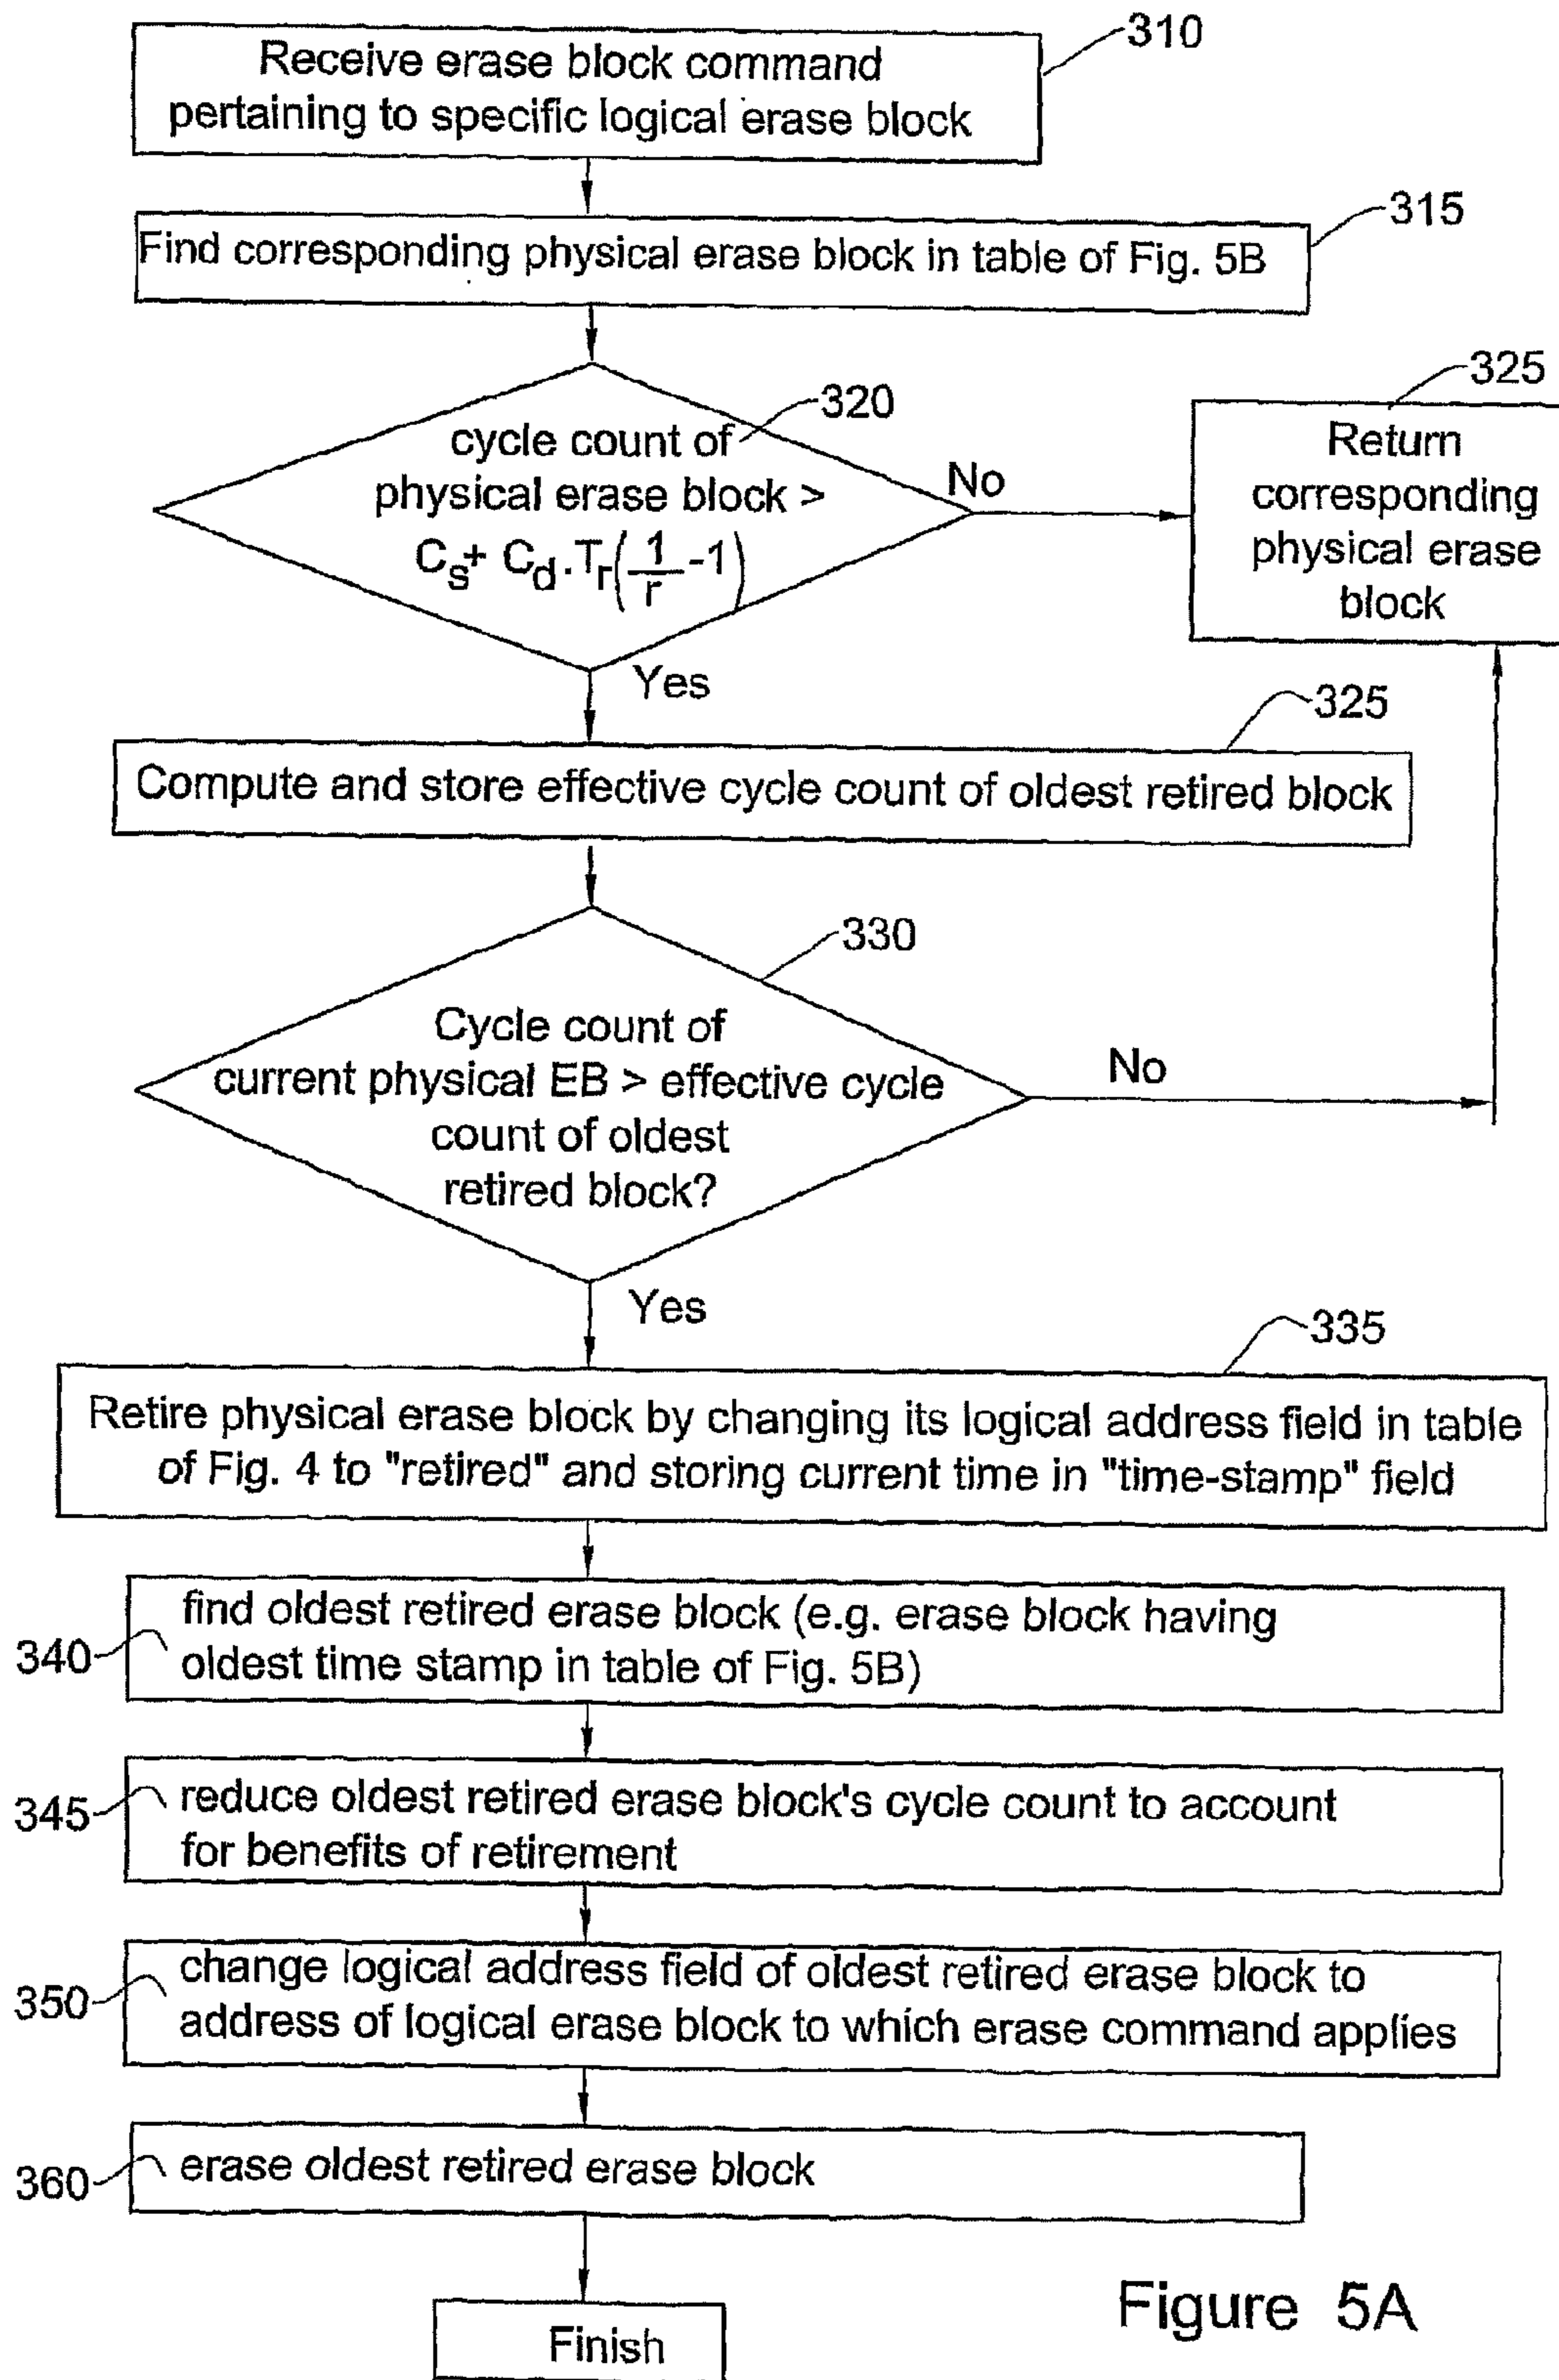 310
Receive erase block command
pertaining to specific logical erase block
315
Find corresponding physical erase block in table of Fig. 5B
320
cycle count of
physical erase block >
Cs+ Cd.Tr(1/r -1)
No
325
Return
corresponding
physical erase
block
Yes
325
Compute and store effective cycle count of oldest retired block
330
Cycle count of
current physical EB > effective cycle
count of oldest
retired block?
No
Yes
335
Retire physical erase block by changing its logical address field in table
of Fig. 4 to "retired" and storing current time in "time-stamp" field
340
find oldest retired erase block (e.g. erase block having
oldest time stamp in table of Fig. 5B)
345
reduce oldest retired erase block's cycle count to account
for benefits of retirement
350
change logical address field of oldest retired erase block to
address of logical erase block to which erase command applies
360
erase oldest retired erase block
Finish
Figure 5A